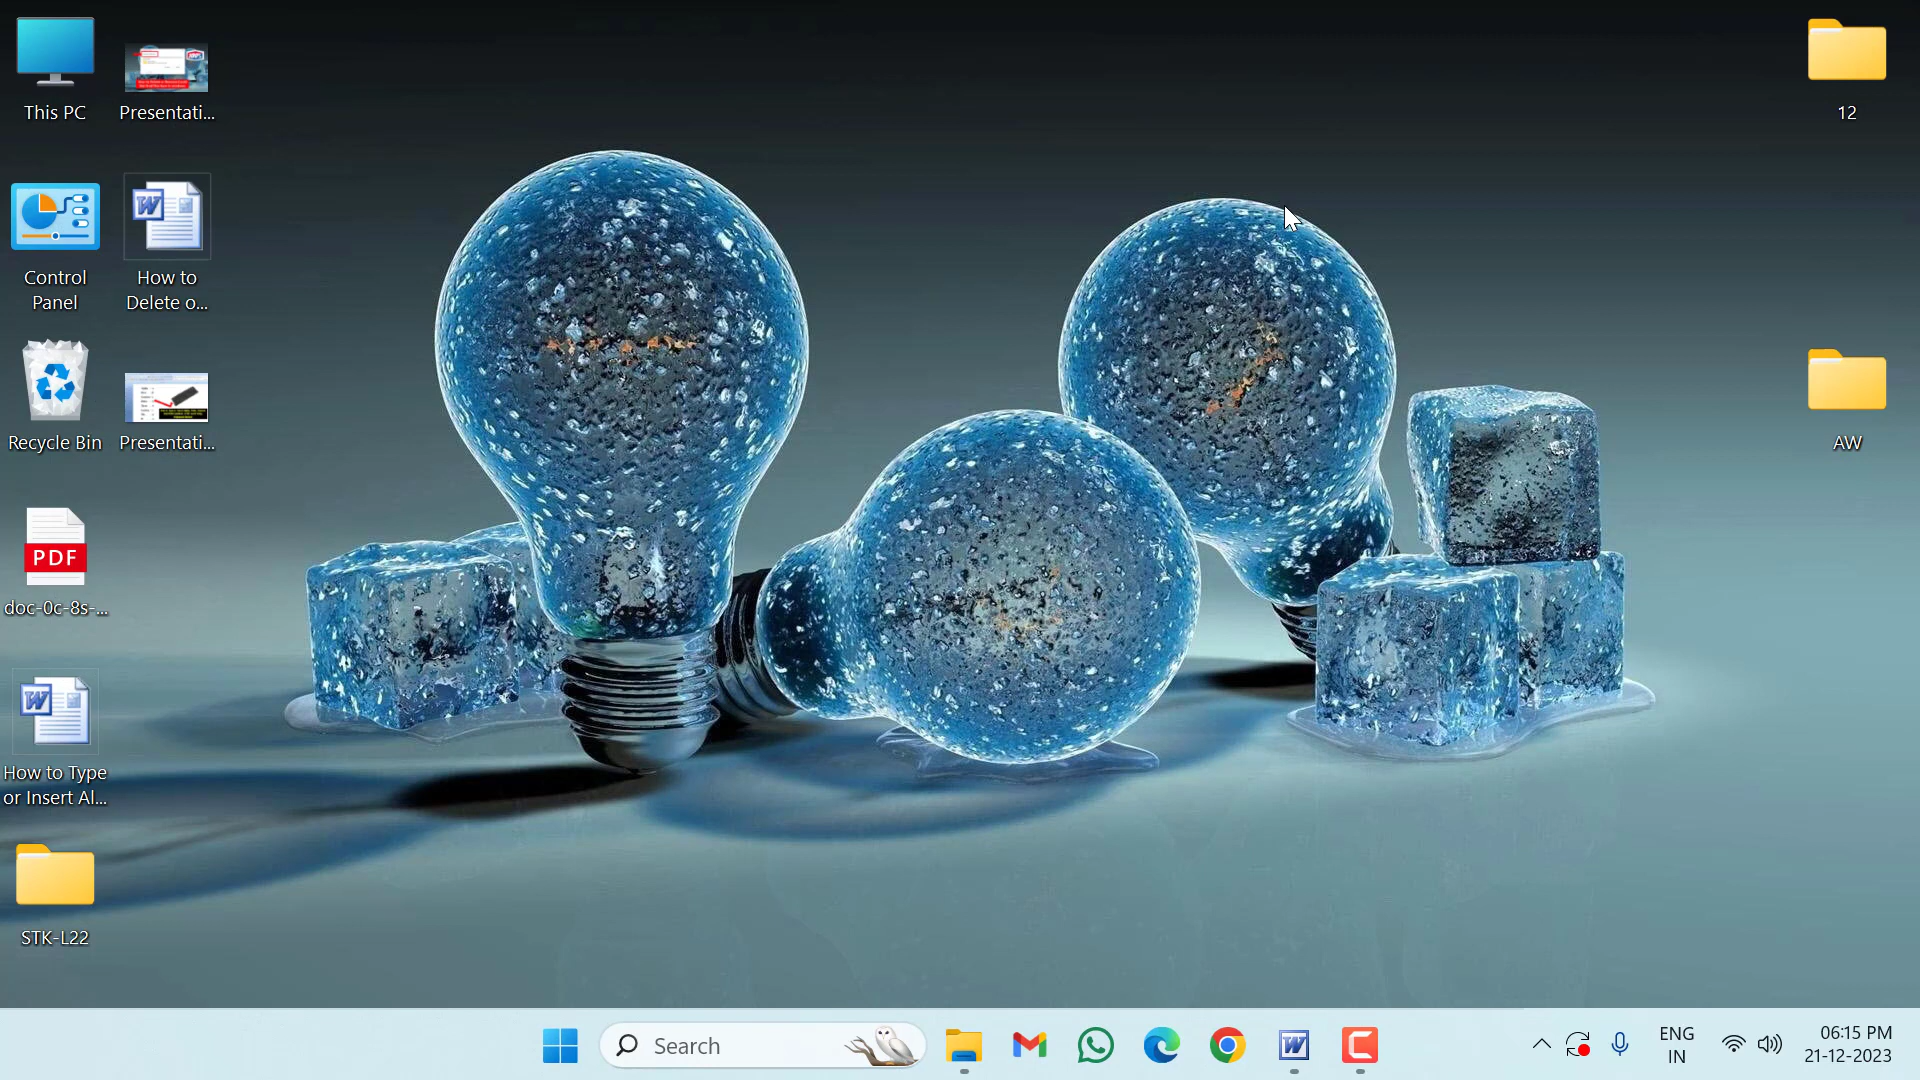 This PC
Presentati...
Control
Panel
How to
Delete o...
Recycle Bin
Presentati...
PDF
doc-0c-8s-...
How to Type
or Insert Al...
STK-L22
12
AW
Search
ENG
IN
06:15 PM
21-12-2023